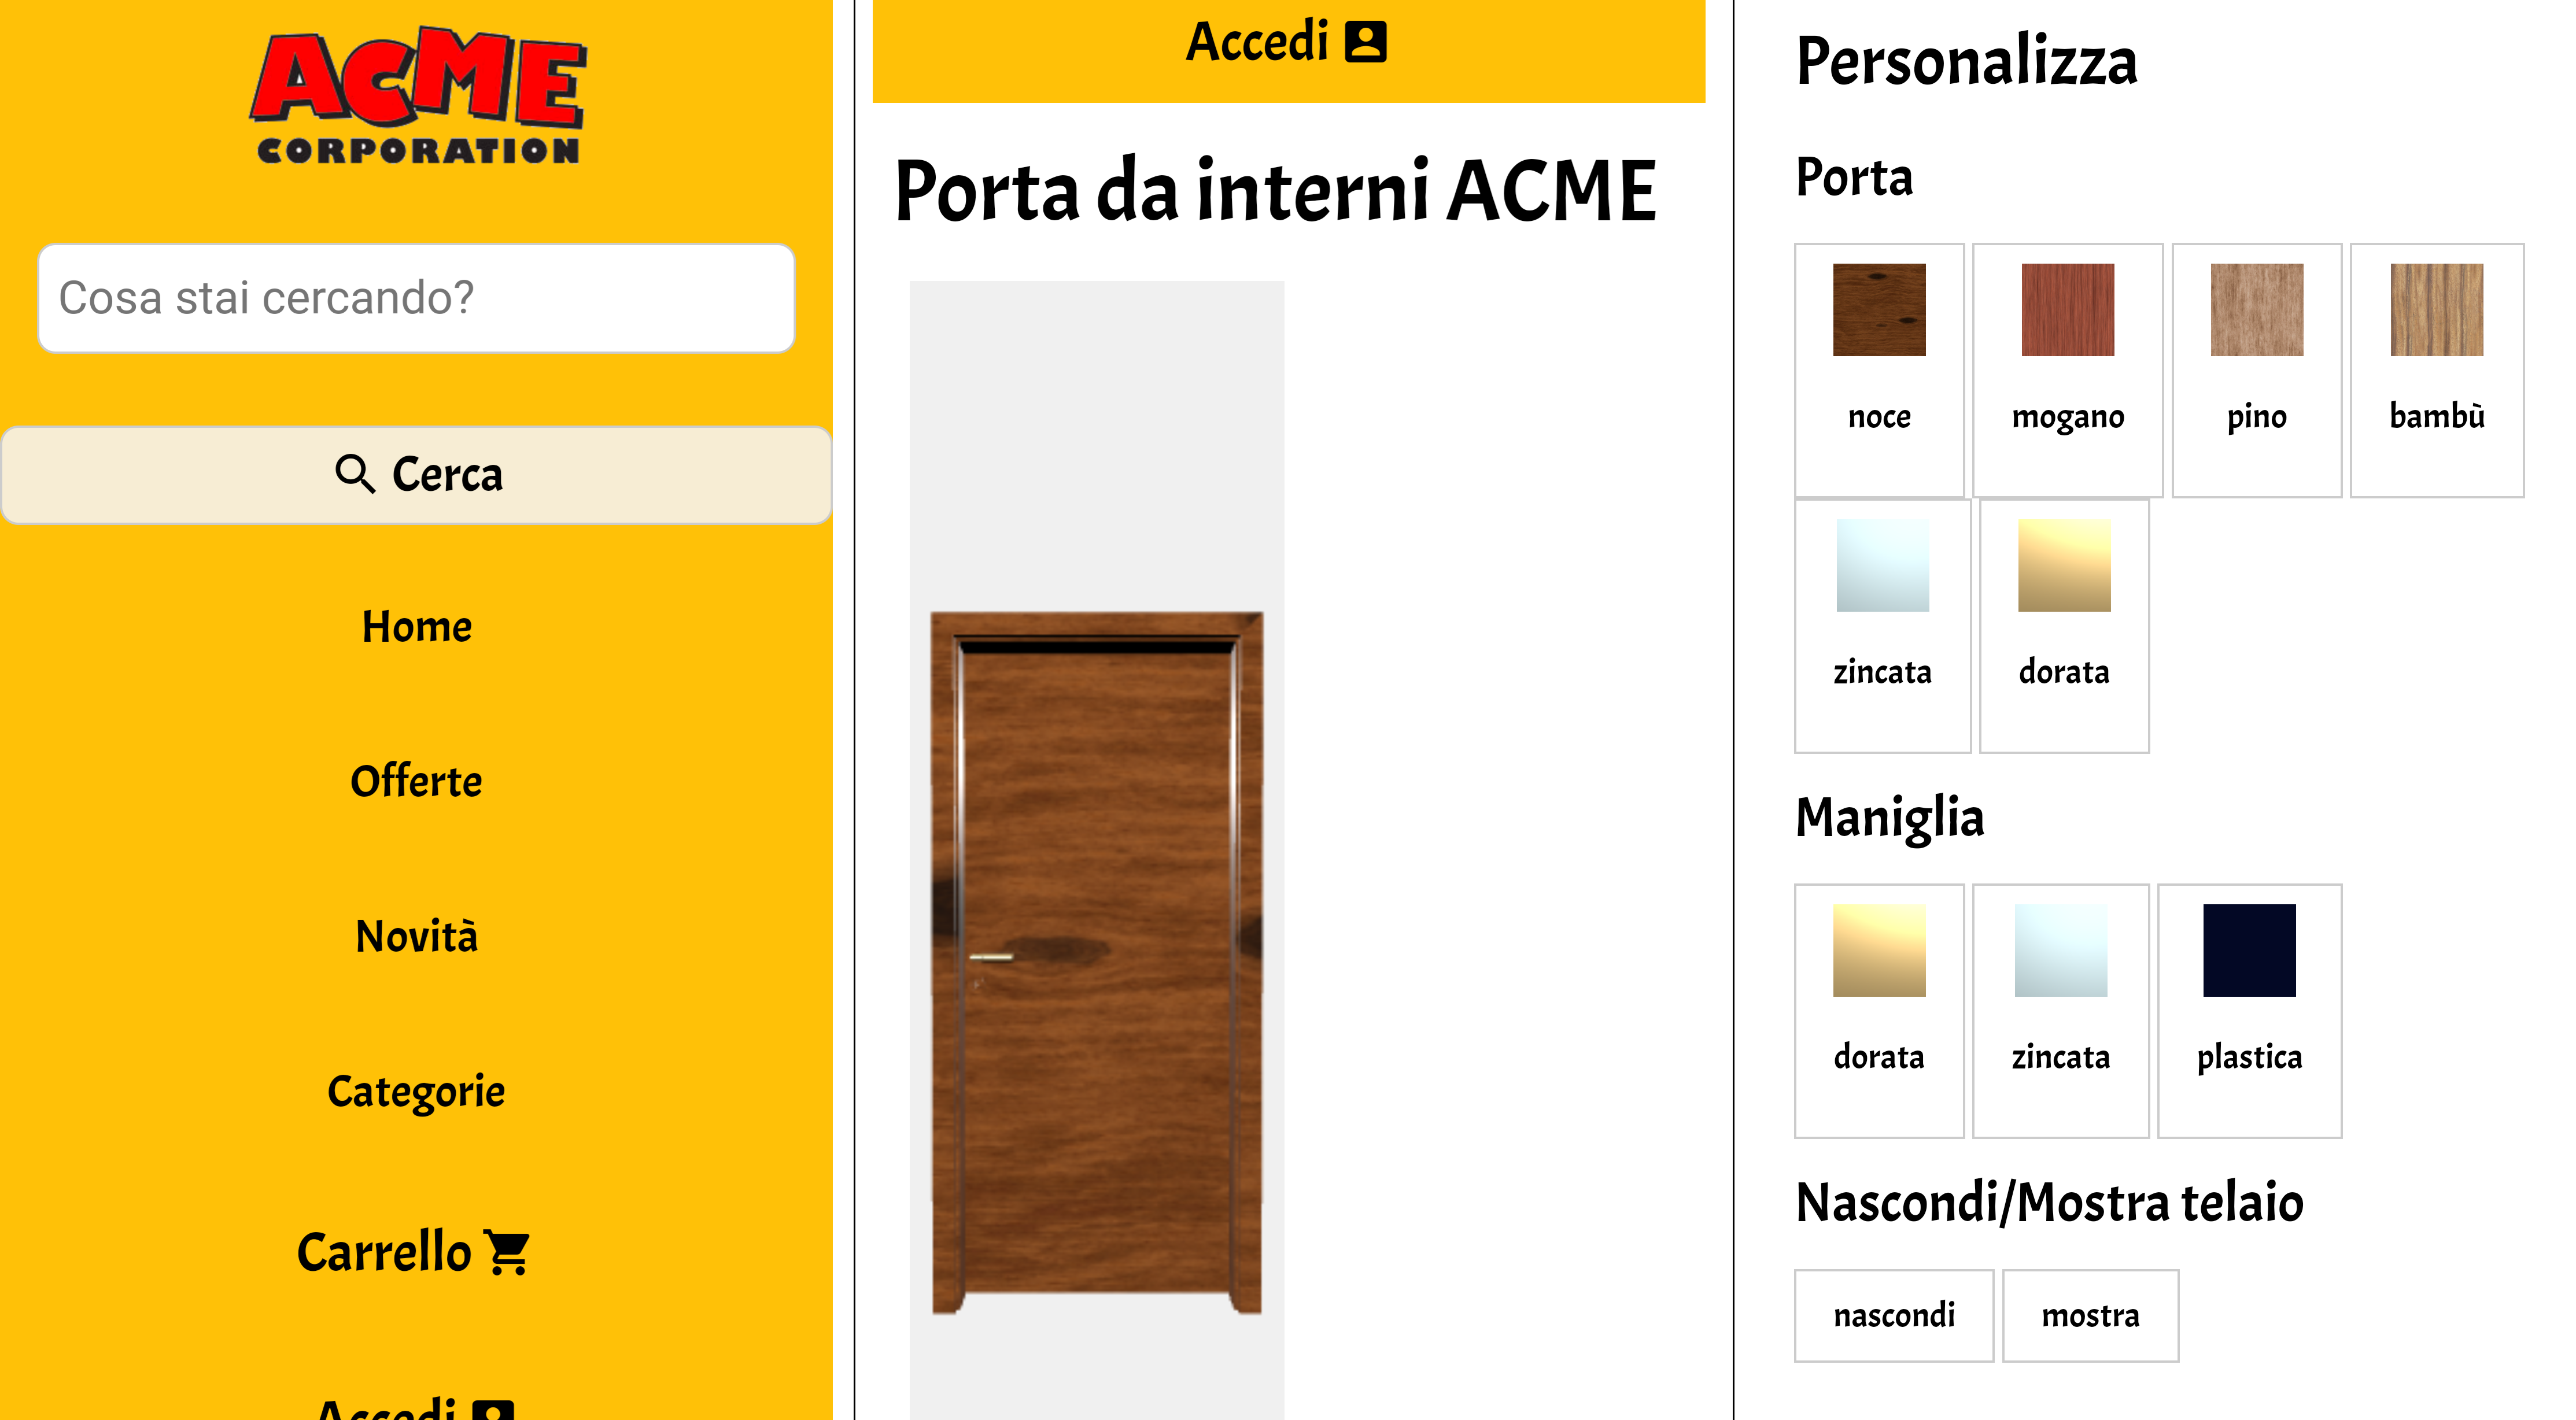 ACME
CORPORATION
Cosa stai cercando?
Cerca
Home
Offerte
Novità
Categorie
Carrello
Accedi
Accedi
Porta da interni ACME
Personalizza
Porta
noce mogano pino bambù
zincata dorata
Maniglia
dorata zincata plastica
Nascondi/Mostra telaio
nascondi mostra